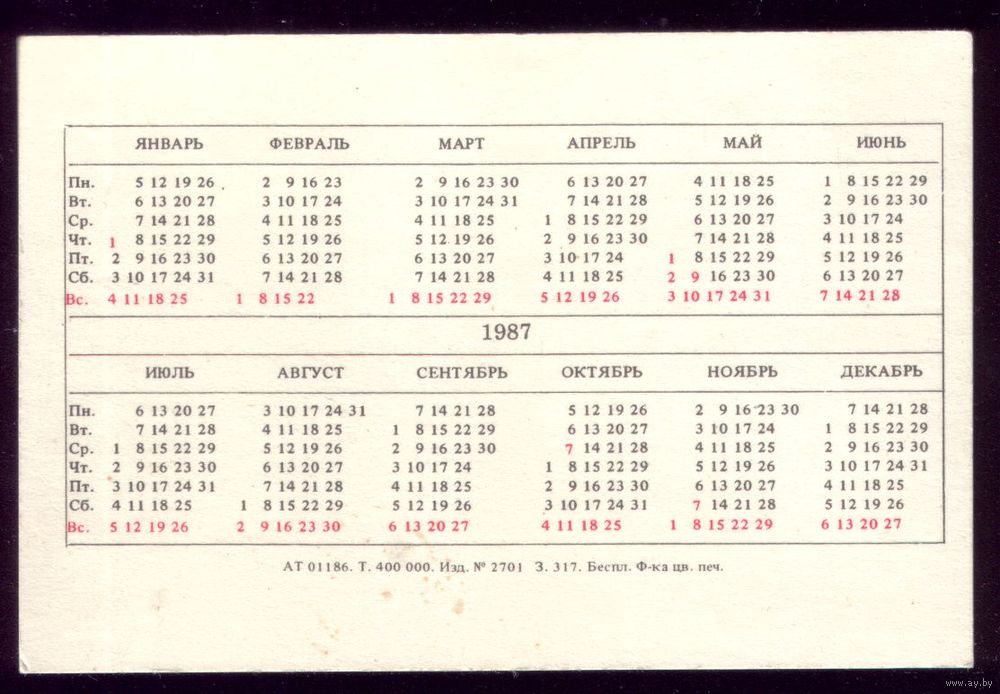 ЯНВАРЬ ФЕВРАЛЬ МАРТ АПРЕЛЬ МАЙ ИЮНЬ
Пн. 5 12 19 26 2 9 16 23 2 9 16 23 30 6 13 20 27 4 11 18 25 1 8 15 22 29
Вт. 6 13 20 27 3 10 17 24 3 10 17 24 31 7 14 21 28 5 12 19 26 2 9 16 23 30
Ср. 7 14 21 28 4 11 18 25 4 11 18 25 1 8 15 22 29 6 13 20 27 3 10 17 24
Чт. 1 8 15 22 29 5 12 19 26 5 12 19 26 2 9 16 23 30 7 14 21 28 4 11 18 25
Пт. 2 9 16 23 30 6 13 20 27 6 13 20 27 3 10 17 24 1 8 15 22 29 5 12 19 26
Сб. 3 10 17 24 31 7 14 21 28 7 14 21 28 4 11 18 25 2 9 16 23 30 6 13 20 27
Вс. 4 11 18 25 1 8 15 22 1 8 15 22 29 5 12 19 26 3 10 17 24 31 7 14 21 28
1987
ИЮЛЬ АВГУСТ СЕНТЯБРЬ ОКТЯБРЬ НОЯБРЬ ДЕКАБРЬ
Пн. 6 13 20 27 3 10 17 24 31 7 14 21 28 5 12 19 26 2 9 16 23 30 7 14 21 28
Вт. 7 14 21 28 4 11 18 25 1 8 15 22 29 6 13 20 27 3 10 17 24 1 8 15 22 29
Ср. 1 8 15 22 29 5 12 19 26 2 9 16 23 30 7 14 21 28 4 11 18 25 2 9 16 23 30
Чт. 2 9 16 23 30 6 13 20 27 3 10 17 24 1 8 15 22 29 5 12 19 26 3 10 17 24 31
Пт. 3 10 17 24 31 7 14 21 28 4 11 18 25 2 9 16 23 30 6 13 20 27 4 11 18 25
Сб. 4 11 18 25 1 8 15 22 29 5 12 19 26 3 10 17 24 31 7 14 21 28 5 12 19 26
Вс. 5 12 19 26 2 9 16 23 30 6 13 20 27 4 11 18 25 1 8 15 22 29 6 13 20 27
АТ 01186. Т. 400 000. Изд. № 2701 З. 317. Беспл. Ф-ка цв. печ.
www.ay.by